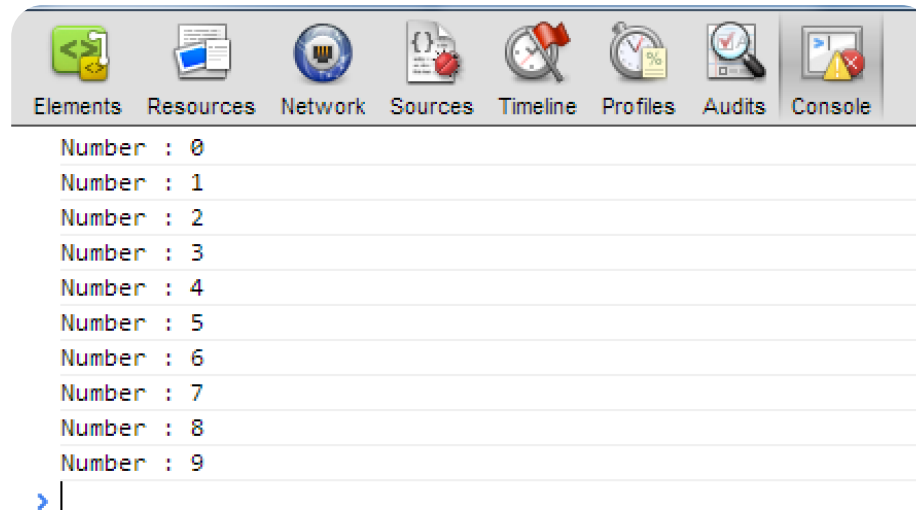 Elements Resources Network Sources Timeline Profiles Audits Console
Number : 0
Number : 1
Number : 2
Number : 3
Number : 4
Number : 5
Number : 6
Number : 7
Number : 8
Number : 9